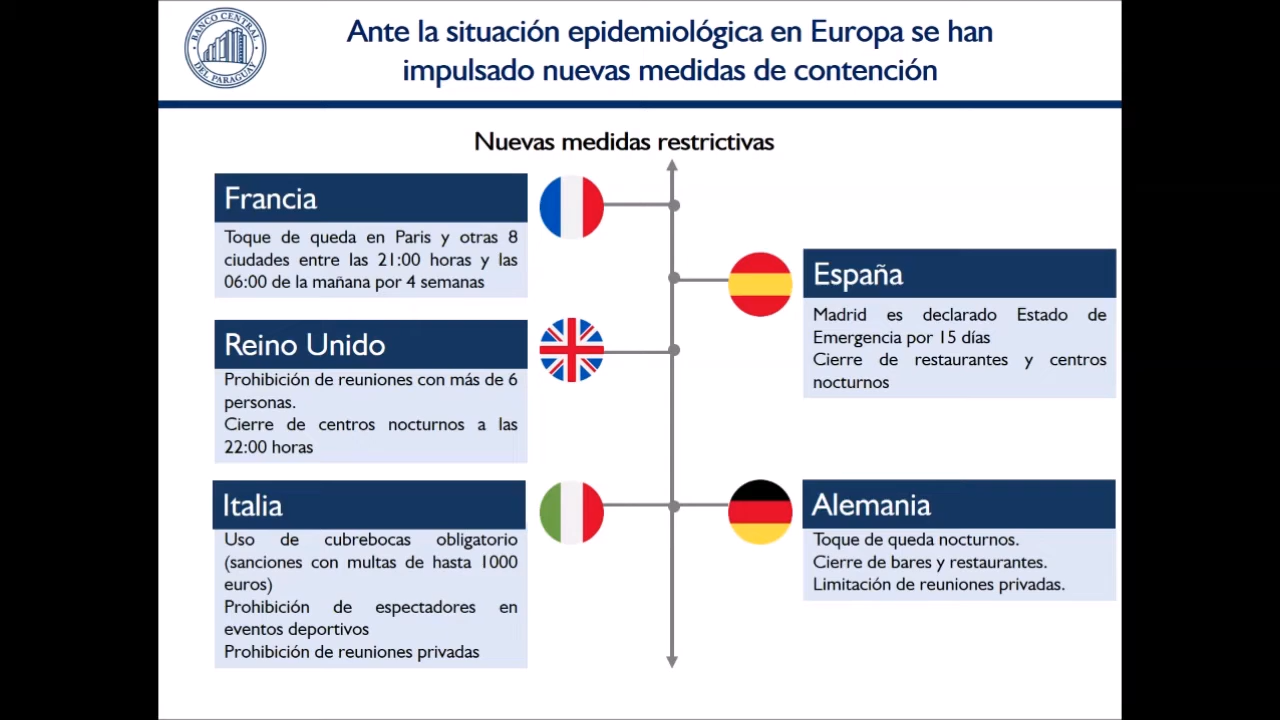 BANCO CENTRAL
DEL PARAGUAY
Ante la situación epidemiológica en Europa se han
impulsado nuevas medidas de contención
Nuevas medidas restrictivas
Francia
Toque de queda en Paris y otras 8
ciudades entre las 21:00 horas y las
06:00 de la mañana por 4 semanas
España
Madrid es declarado Estado de
Emergencia por 15 días
Cierre de restaurantes y centros
nocturnos
Reino Unido
Prohibición de reuniones con más de 6
personas.
Cierre de centros nocturnos a las
22:00 horas
Italia
Uso de cubrebocas obligatorio
(sanciones con multas de hasta 1000
euros)
Prohibición de espectadores en
eventos deportivos
Prohibición de reuniones privadas
Alemania
Toque de queda nocturnos.
Cierre de bares y restaurantes.
Limitación de reuniones privadas.